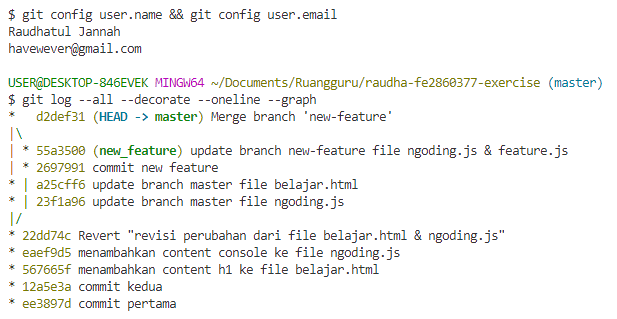 $ git config user.name && git config user.email
Raudhatul Jannah
havewever@gmail.com
USER@DESKTOP-846EVEK MINGW64 ~/Documents/Ruangguru/raudha-fe2860377-exercise (master)
$ git log --all --decorate --oneline --graph
*   d2def31 (HEAD -> master) Merge branch 'new-feature'
|\
| * 55a3500 (new_feature) update branch new-feature file ngoding.js & feature.js
| * 2697991 commit new feature
* | a25cff6 update branch master file belajar.html
* | 23f1a96 update branch master file ngoding.js
|/
* 22dd74c Revert "revisi perubahan dari file belajar.html & ngoding.js"
* eaef9d5 menambahkan content console ke file ngoding.js
* 567665f menambahkan content h1 ke file belajar.html
* 12a5e3a commit kedua
* ee3897d commit pertama